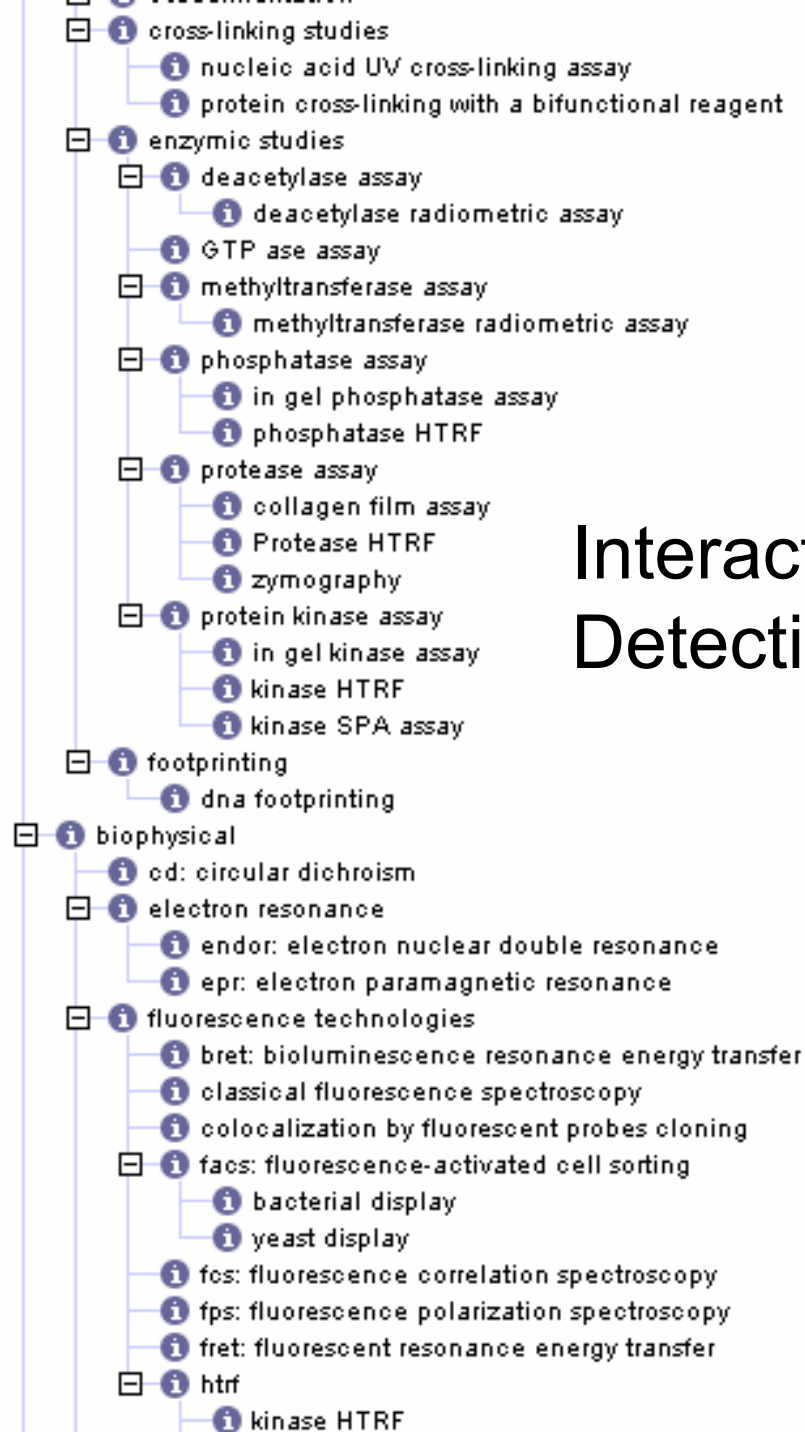 cross-linking studies
nucleic acid UV cross-linking assay
protein cross-linking with a bifunctional reagent
enzymic studies
deacetylase assay
deacetylase radiometric assay
GTP ase assay
methyltransferase assay
methyltransferase radiometric assay
phosphatase assay
in gel phosphatase assay
phosphatase HTRF
protease assay
collagen film assay
Protease HTRF
zymography
protein kinase assay
in gel kinase assay
kinase HTRF
kinase SPA assay
footprinting
dna footprinting
biophysical
cd: circular dichroism
electron resonance
endor: electron nuclear double resonance
epr: electron paramagnetic resonance
fluorescence technologies
bret: bioluminescence resonance energy transfer
classical fluorescence spectroscopy
colocalization by fluorescent probes cloning
facs: fluorescence-activated cell sorting
bacterial display
yeast display
fcs: fluorescence correlation spectroscopy
fps: fluorescence polarization spectroscopy
fret: fluorescent resonance energy transfer
htrf
kinase HTRF
Interact
Detecti